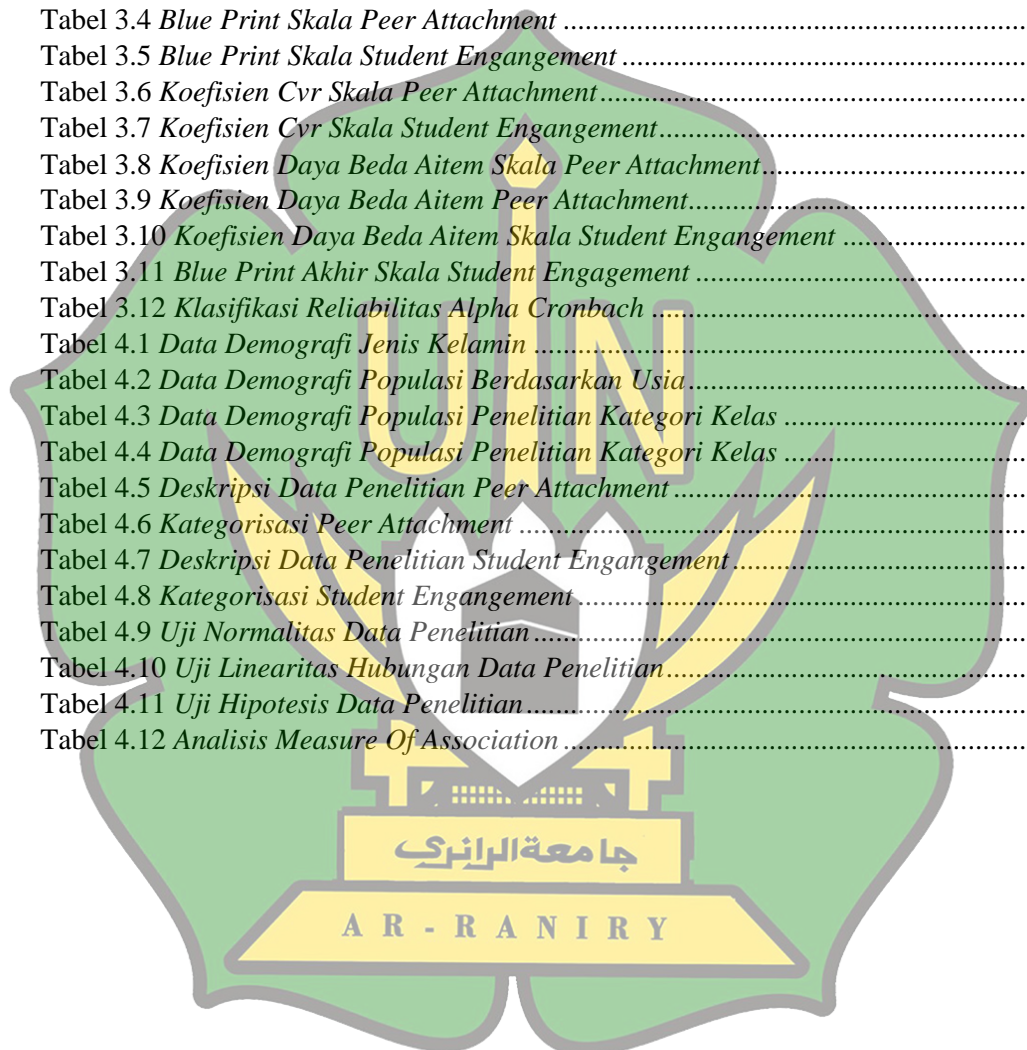 Tabel 3.4 Blue Print Skala Peer Attachment ........................................................
Tabel 3.5 Blue Print Skala Student Engangement ........................................................
Tabel 3.6 Koefisien Cvr Skala Peer Attachment ........................................................
Tabel 3.7 Koefisien Cvr Skala Student Engangement ........................................................
Tabel 3.8 Koefisien Daya Beda Aitem Skala Peer Attachment ........................................................
Tabel 3.9 Koefisien Daya Beda Aitem Peer Attachment ........................................................
Tabel 3.10 Koefisien Daya Beda Aitem Skala Student Engangement ........................................................
Tabel 3.11 Blue Print Akhir Skala Student Engagement ........................................................
Tabel 3.12 Klasifikasi Reliabilitas Alpha Cronbach ........................................................
Tabel 4.1 Data Demografi Jenis Kelamin ........................................................
Tabel 4.2 Data Demografi Populasi Berdasarkan Usia ........................................................
Tabel 4.3 Data Demografi Populasi Penelitian Kategori Kelas ........................................................
Tabel 4.4 Data Demografi Populasi Penelitian Kategori Kelas ........................................................
Tabel 4.5 Deskripsi Data Penelitian Peer Attachment ........................................................
Tabel 4.6 Kategorisasi Peer Attachment ........................................................
Tabel 4.7 Deskripsi Data Penelitian Student Engangement ........................................................
Tabel 4.8 Kategorisasi Student Engangement ........................................................
Tabel 4.9 Uji Normalitas Data Penelitian ........................................................
Tabel 4.10 Uji Linearitas Hubungan Data Penelitian ........................................................
Tabel 4.11 Uji Hipotesis Data Penelitian ........................................................
Tabel 4.12 Analisis Measure Of Association ........................................................
UIN
جامعةالرانري
AR-RANIRY